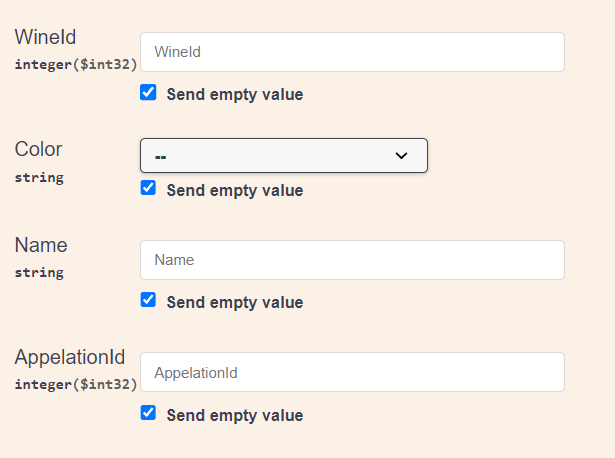 WineId
integer($int32)
WineId
Send empty value
Color
string
--
Send empty value
Name
string
Name
Send empty value
AppelationId
integer($int32)
AppelationId
Send empty value